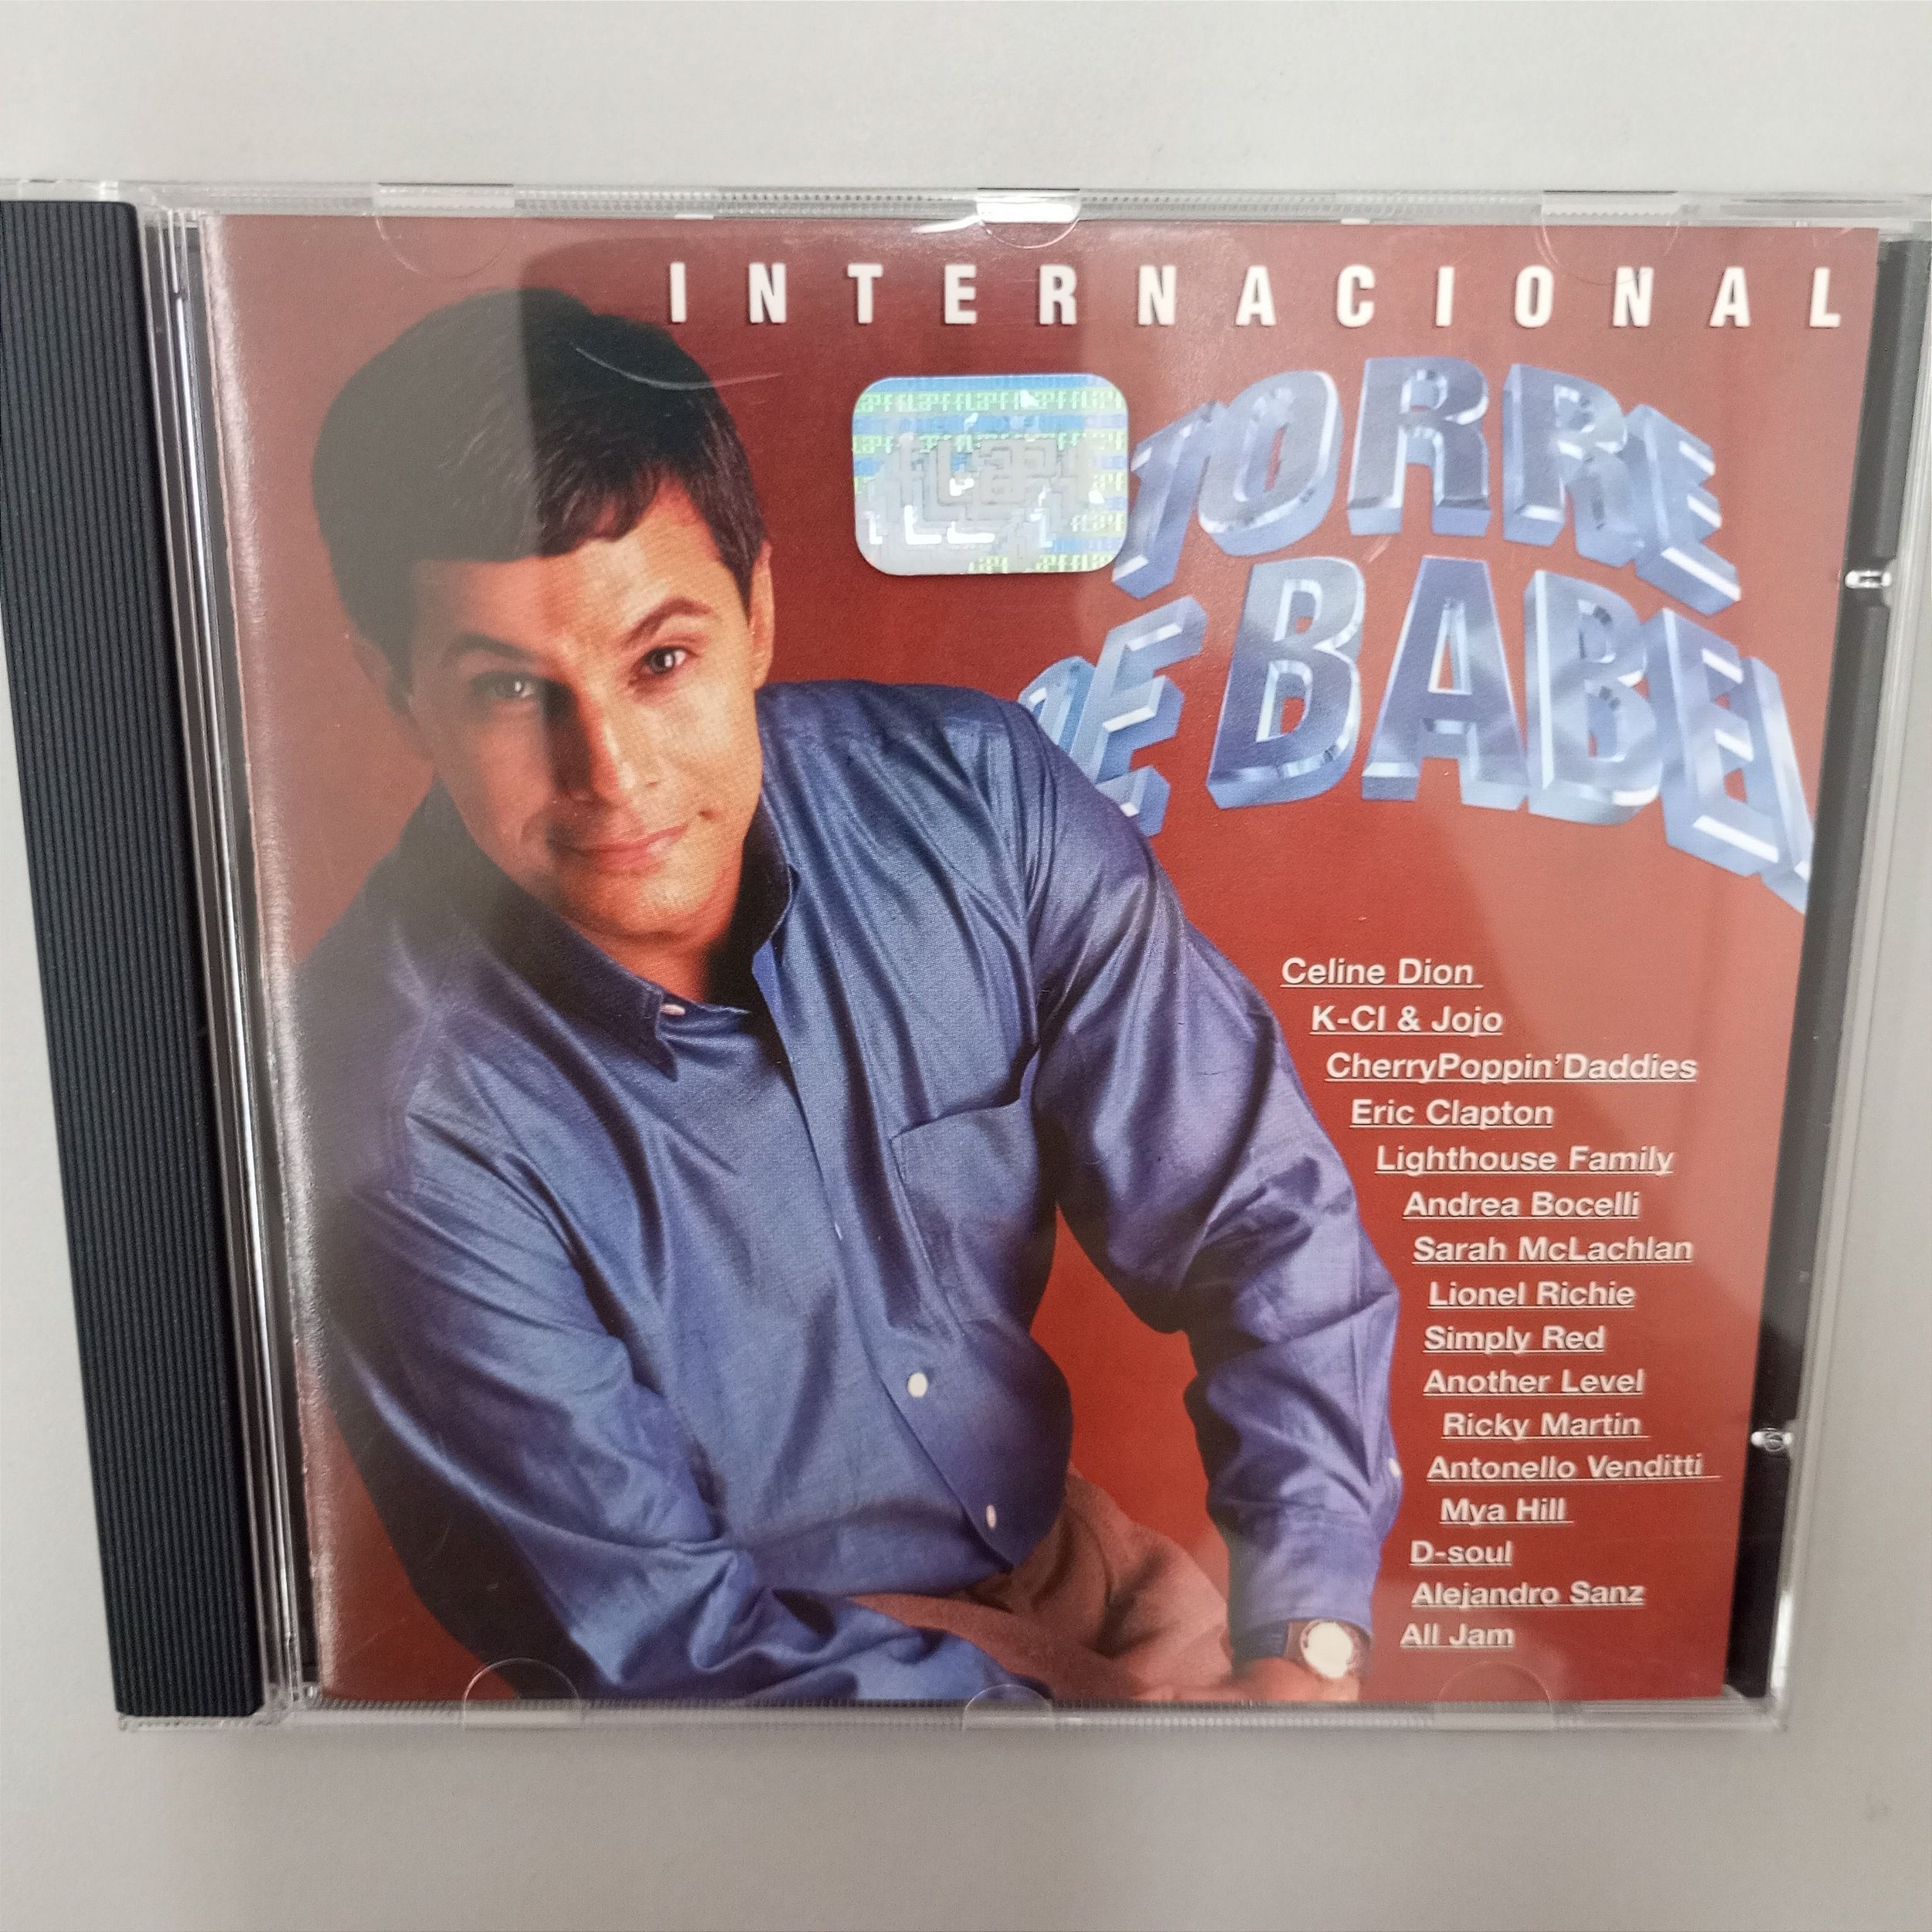 INTERNACIONAL
TORRE
DE BABEL
Celine Dion
K-CI & Jojo
CherryPoppin'Daddies
Eric Clapton
Lighthouse Family
Andrea Bocelli
Sarah McLachlan
Lionel Richie
Simply Red
Another Level
Ricky Martin
Antonello Venditti
Mya Hill
D-soul
Alejandro Sanz
All Jam